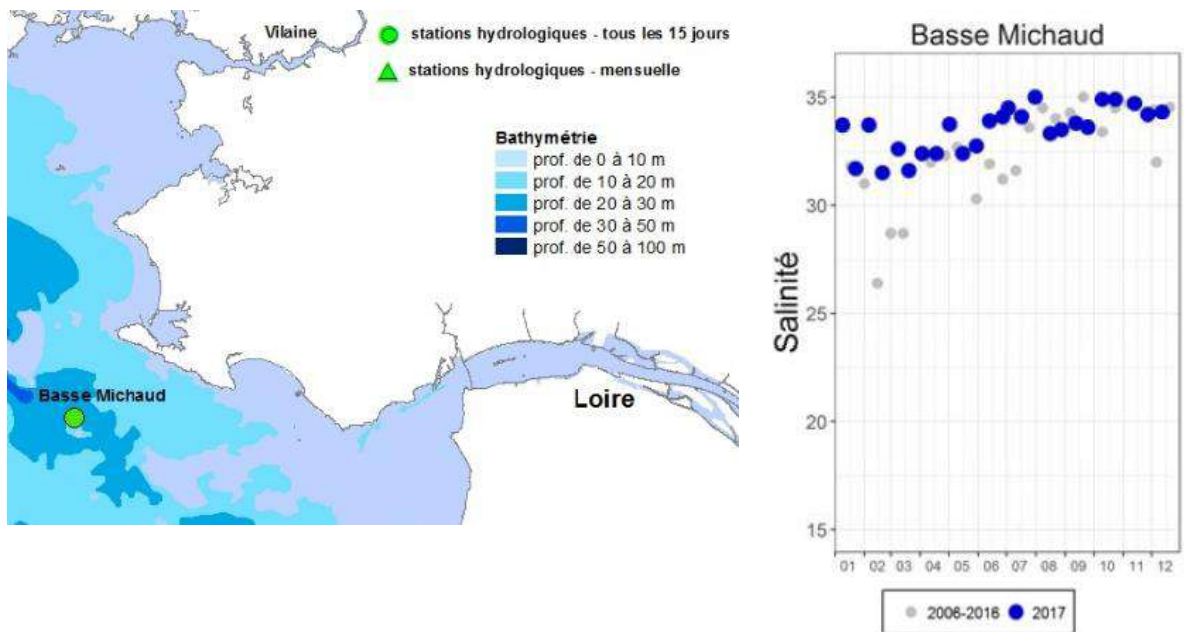 Vilaine
stations hydrologiques - tous les 15 jours
stations hydrologiques - mensuelle
Bathymétrie
prof. de 0 à 10 m
prof. de 10 à 20 m
prof. de 20 à 30 m
prof. de 30 à 50 m
prof. de 50 à 100 m
Basse Michaud
Loire
Basse Michaud
Salinité
35
30
25
20
15
01 02 03 04 05 06 07 08 09 10 11 12
2006-2016 2017